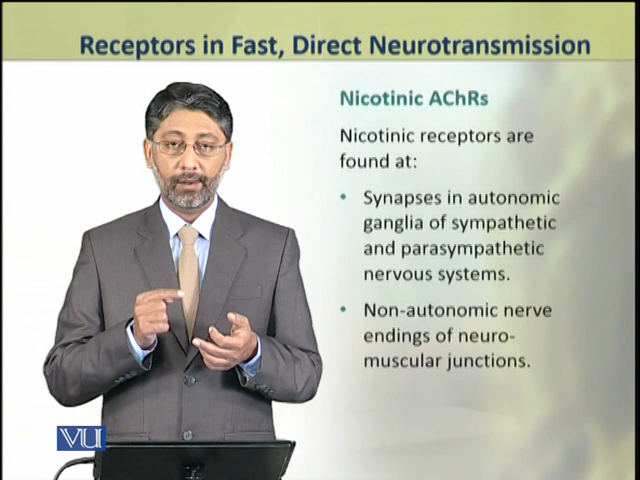 Receptors in Fast, Direct Neurotransmission
Nicotinic AChRs
Nicotinic receptors are
found at:
• Synapses in autonomic
ganglia of sympathetic
and parasympathetic
nervous systems.
• Non-autonomic nerve
endings of neuro-
muscular junctions.
VU